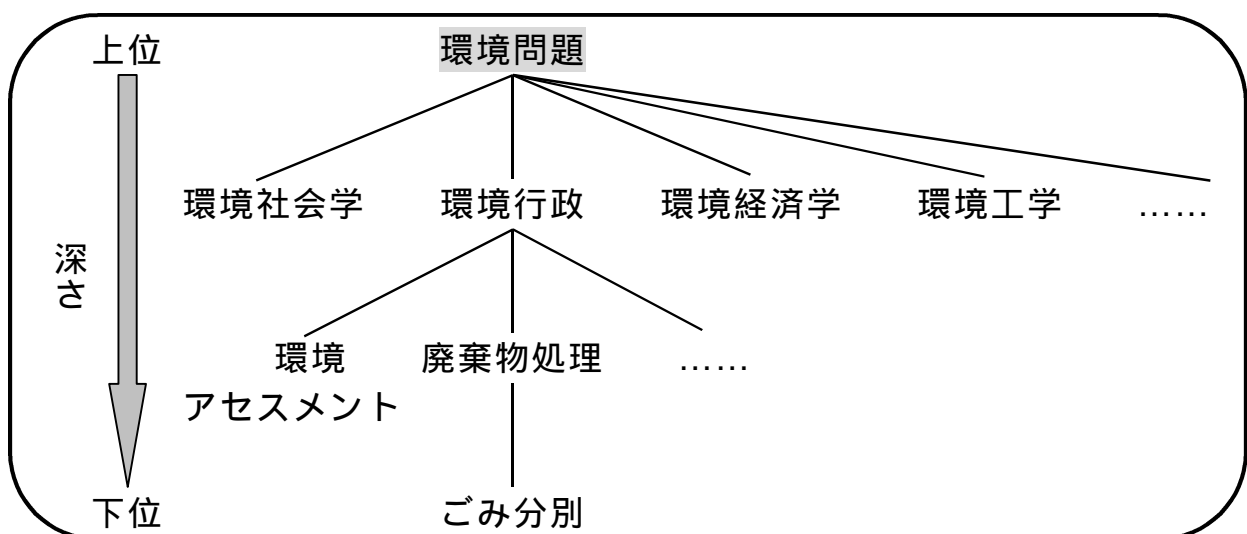 上位
環境問題
環境社会学
環境行政
環境経済学
環境工学
……
深さ
環境
アセスメント
廃棄物処理
……
下位
ごみ分別